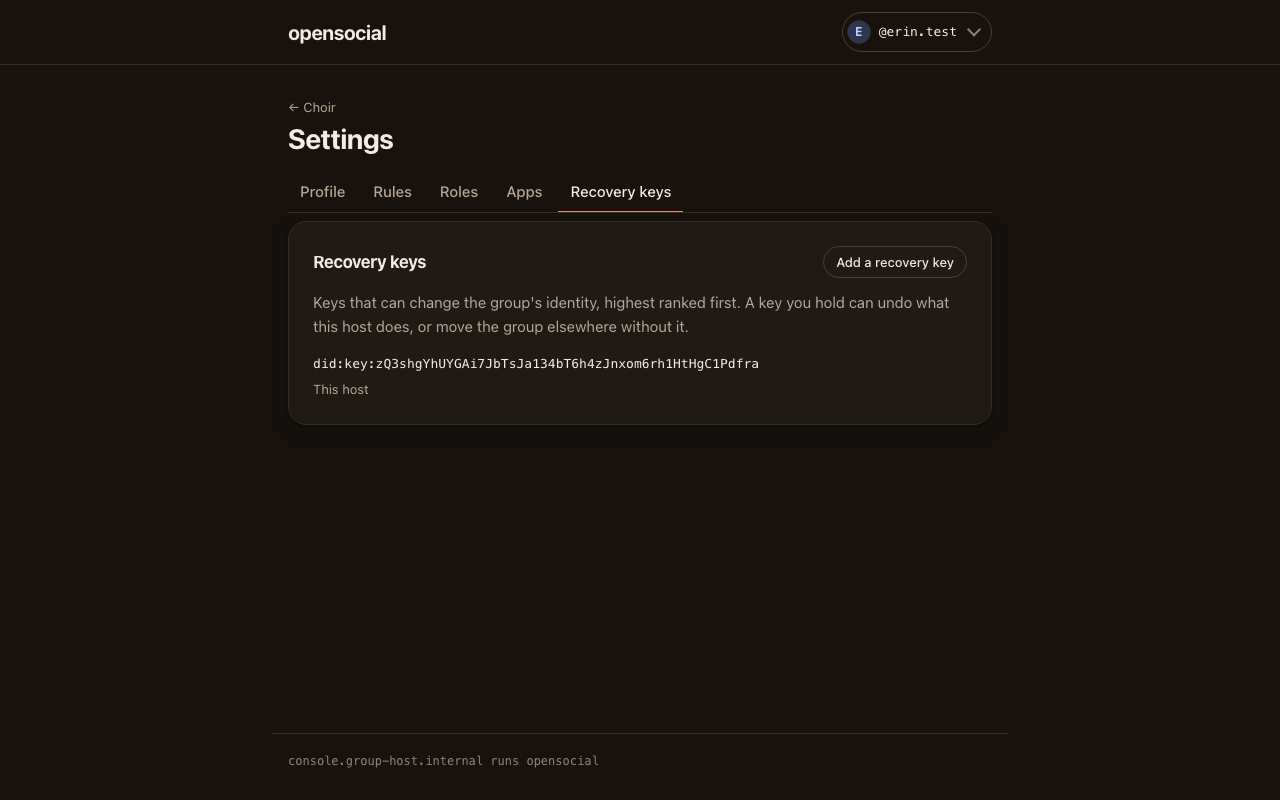 opensocial
E @erin.test
← Choir
Settings
Profile Rules Roles Apps Recovery keys
Recovery keys
Add a recovery key
Keys that can change the group's identity, highest ranked first. A key you hold can undo what
this host does, or move the group elsewhere without it.
did:key:zQ3shgYhUYGAi7JbTsJa134bT6h4zJnxom6rh1HtHgC1Pdfra
This host
console.group-host.internal runs opensocial